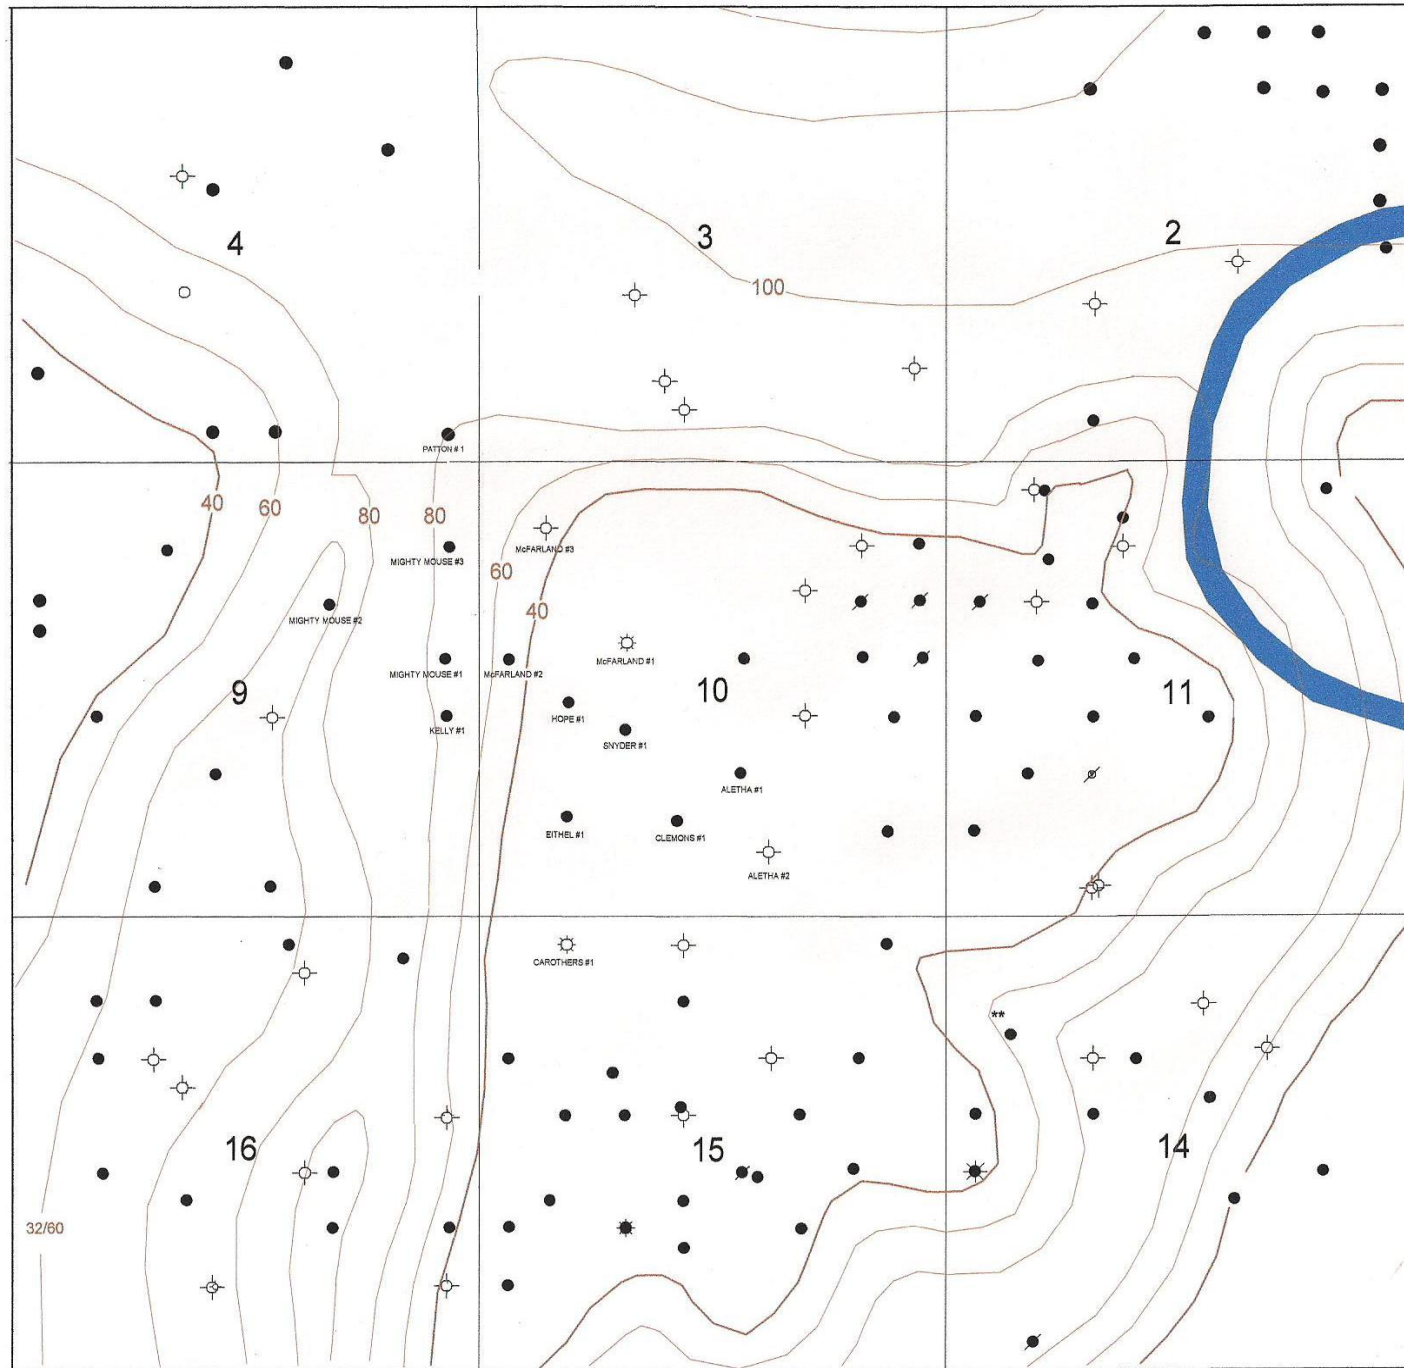 4
3
2
100
PATTON # 1
40
60
80
80
McFARLAND #3
MIGHTY MOUSE #3
60
40
MIGHTY MOUSE #2
McFARLAND #1
MIGHTY MOUSE #1
McFARLAND #2
9
10
11
HOPE #1
KELLY #1
SNYDER #1
ALETHA #1
EITHEL #1
CLEMONS #1
ALETHA #2
CAROTHERS #1
**
16
15
14
32/60